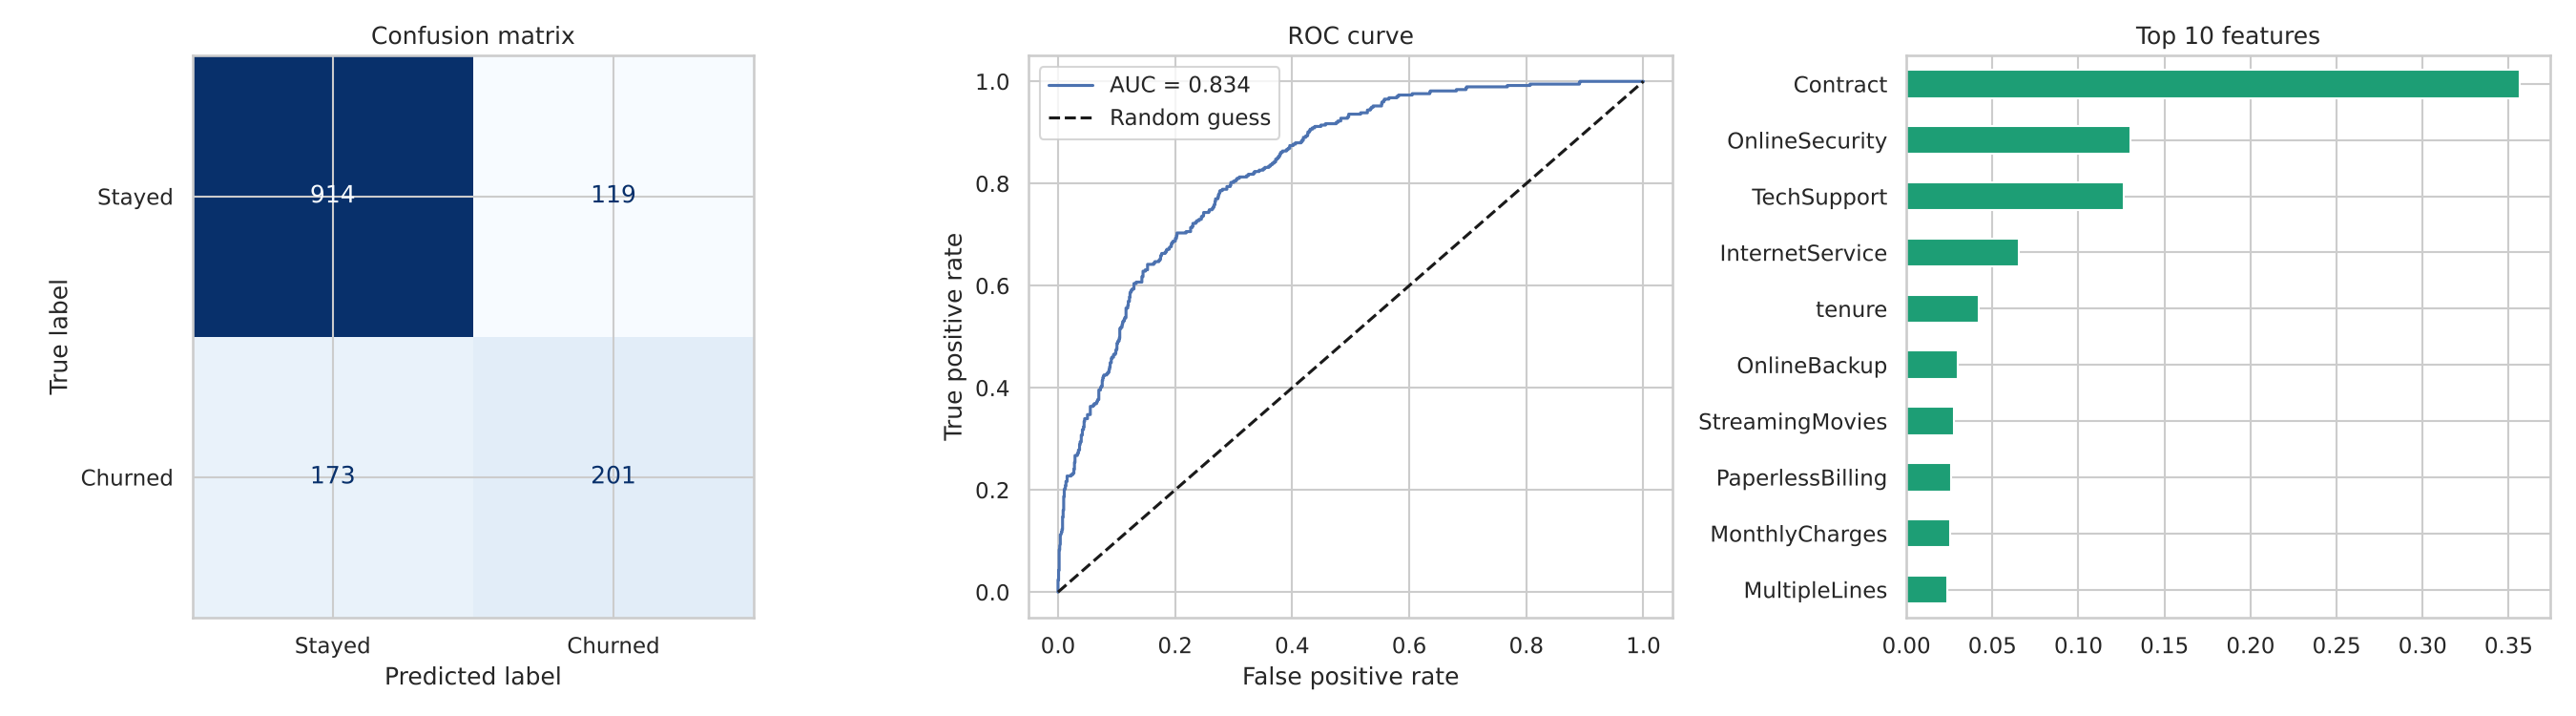 Confusion matrix
True label
Stayed
914 119
Churned
173 201
Stayed Churned
Predicted label
ROC curve
AUC = 0.834
Random guess
True positive rate
1.0
0.8
0.6
0.4
0.2
0.0
0.0 0.2 0.4 0.6 0.8 1.0
False positive rate
Top 10 features
Contract
OnlineSecurity
TechSupport
InternetService
tenure
OnlineBackup
StreamingMovies
PaperlessBilling
MonthlyCharges
MultipleLines
0.00 0.05 0.10 0.15 0.20 0.25 0.30 0.35